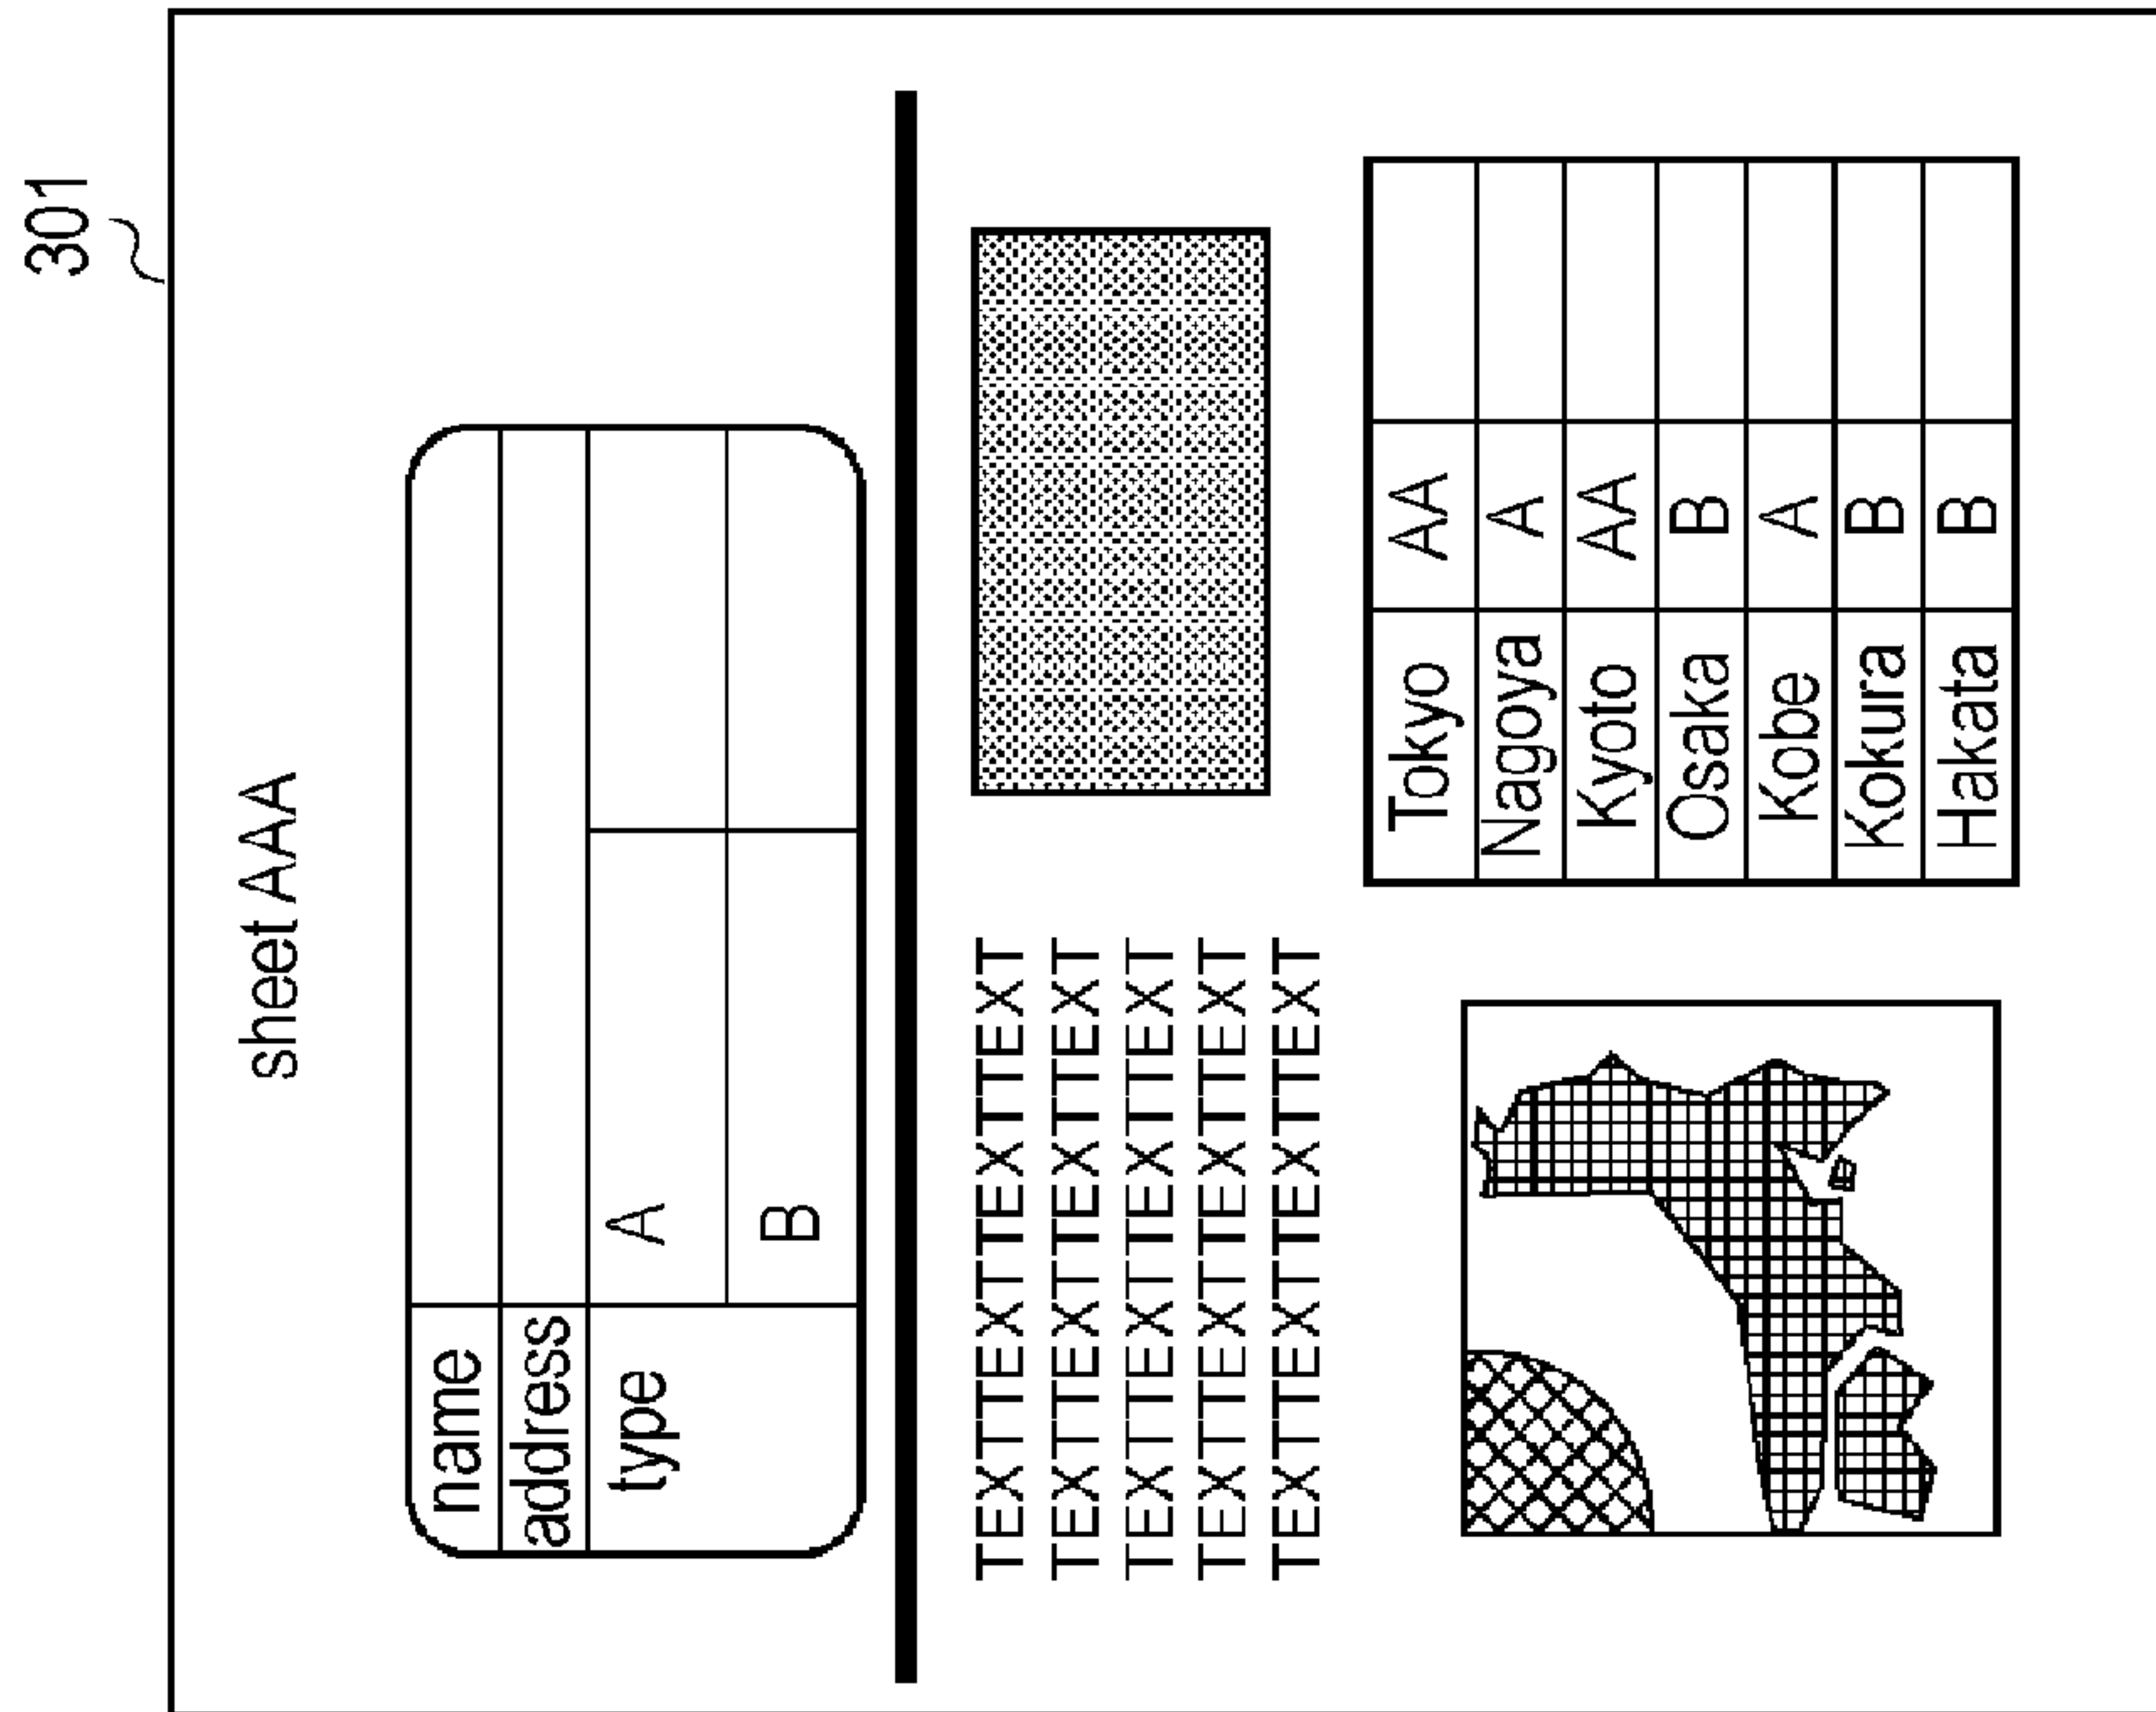 301
sheet AAA
name
address
type A
B
TEXTTEXTTEXTTEXT
TEXTTEXTTEXTTEXT
TEXTTEXTTEXTTEXT
TEXTTEXTTEXTTEXT
TEXTTEXTTEXTTEXT
Tokyo AA
Nagoya A
Kyoto AA
Osaka B
Kobe A
Kokura B
Hakata B